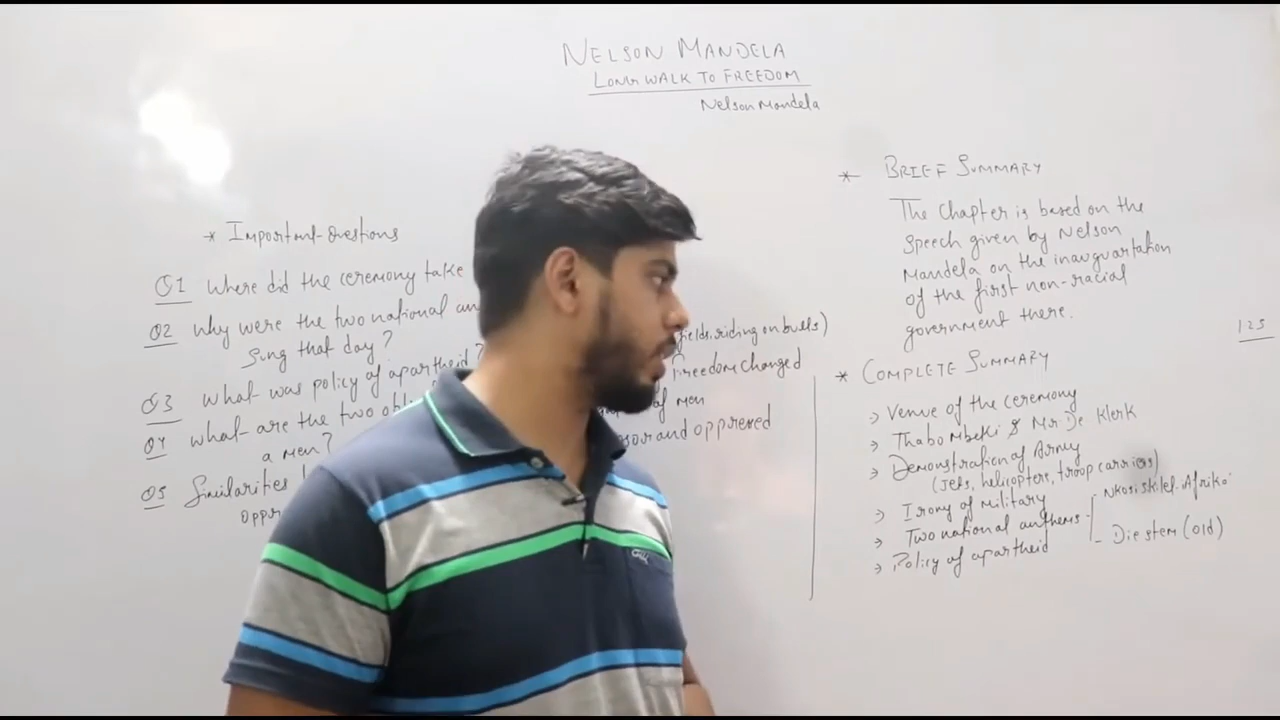 NELSON MANDELA
LONG WALK TO FREEDOM
Nelson Mandela
* Important Questions
Q1 Where did the ceremony take
Q2 Why were the two national
Sing that day?
Q3 What was policy of apartheid?
Q4 What are the two
a men?
Q5 Similarities
fields, riding on bulls)
Freedom changed
of men
and oppressed
* BRIEF SUMMARY
The Chapter is based on the
speech given by Nelson
Mandela on the inauguartation
of the first non-racial
government there.
* COMPLETE SUMMARY
→ Venue of the ceremony
→ Thabo Mbeki & Mr De Klerk
→ Demonstration of Army
(Jets, helicopters, troop carriers)
→ Irony of military
→ Two national anthems
Die stem (old)
→ Policy of apartheid
125